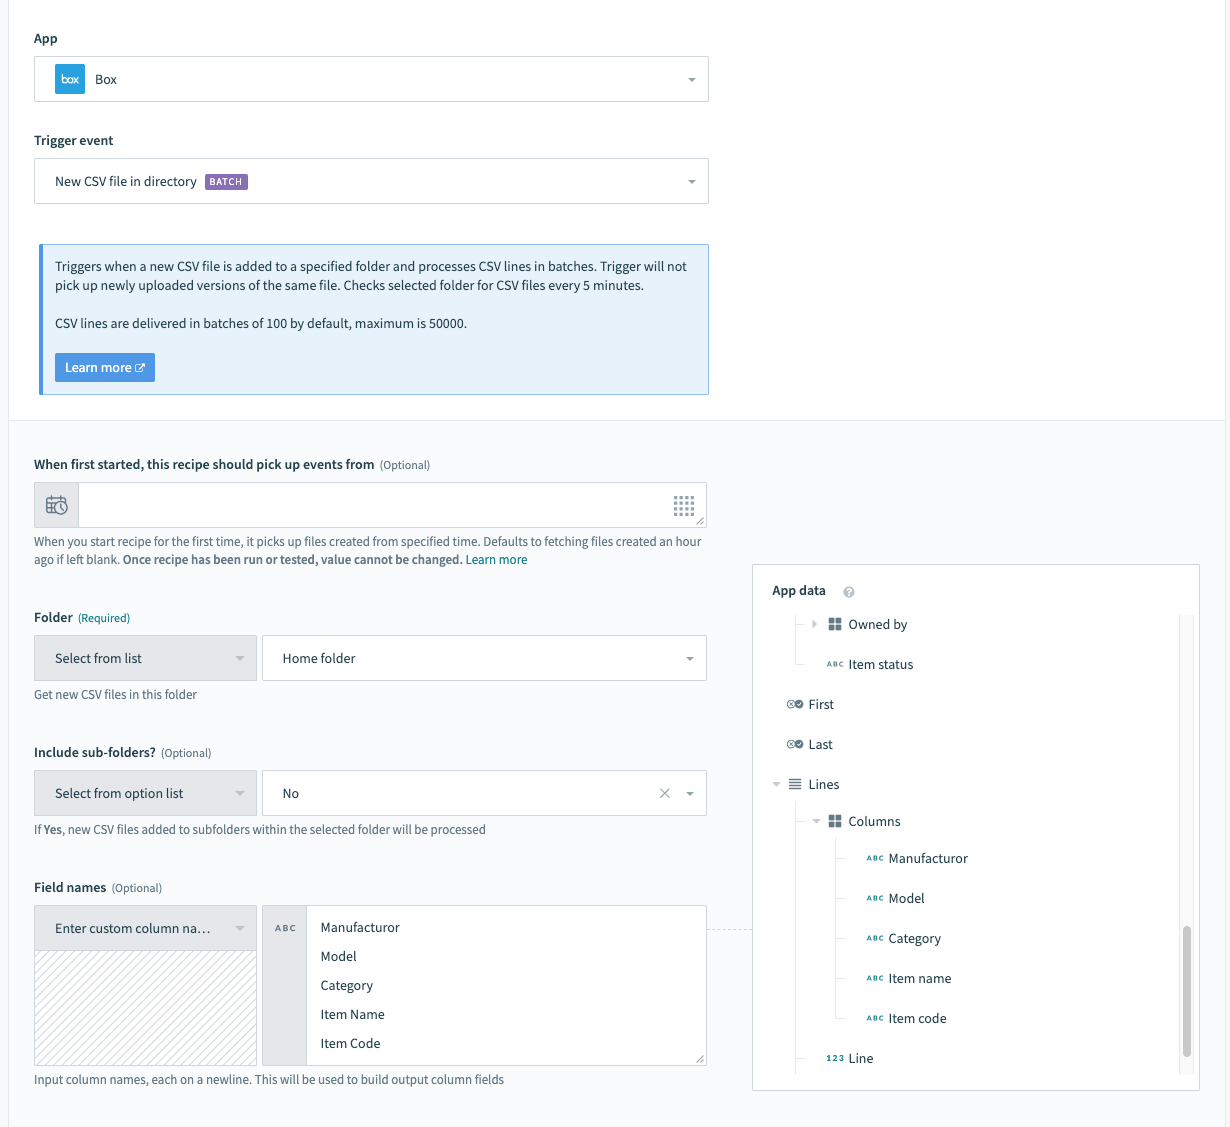 App
box Box
Trigger event
New CSV file in directory BATCH
Triggers when a new CSV file is added to a specified folder and processes CSV lines in batches. Trigger will not
pick up newly uploaded versions of the same file. Checks selected folder for CSV files every 5 minutes.
CSV lines are delivered in batches of 100 by default, maximum is 50000.
Learn more
When first started, this recipe should pick up events from (Optional)
When you start recipe for the first time, it picks up files created from specified time. Defaults to fetching files created an hour
ago if left blank. Once recipe has been run or tested, value cannot be changed. Learn more
Folder (Required)
Select from list
Home folder
Get new CSV files in this folder
Include sub-folders? (Optional)
Select from option list
No
If Yes, new CSV files added to subfolders within the selected folder will be processed
Field names (Optional)
Enter custom column na...
ABC
Manufacturor
Model
Category
Item Name
Item Code
Input column names, each on a newline. This will be used to build output column fields
App data ?
Owned by
ABC Item status
First
Last
Lines
Columns
ABC Manufacturor
ABC Model
ABC Category
ABC Item name
ABC Item code
123 Line